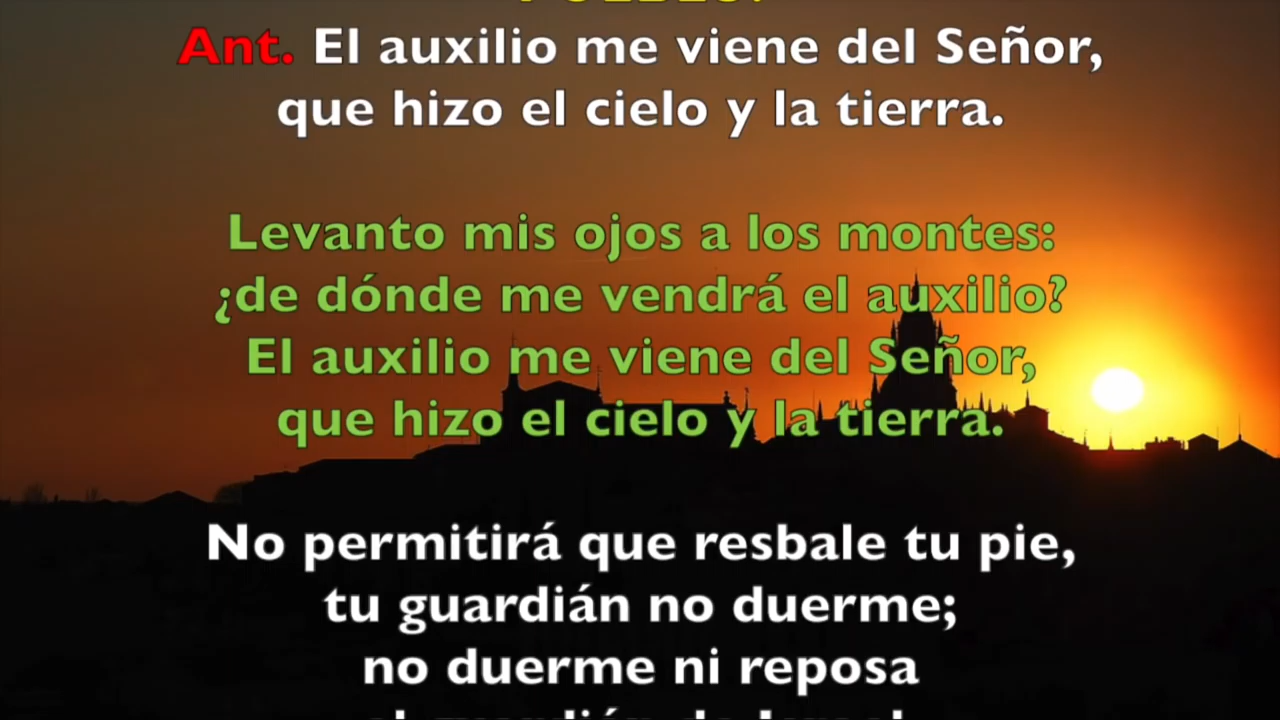 Ant. El auxilio me viene del Señor,
que hizo el cielo y la tierra.
Levanto mis ojos a los montes:
¿de dónde me vendrá el auxilio?
El auxilio me viene del Señor,
que hizo el cielo y la tierra.
No permitirá que resbale tu pie,
tu guardián no duerme;
no duerme ni reposa